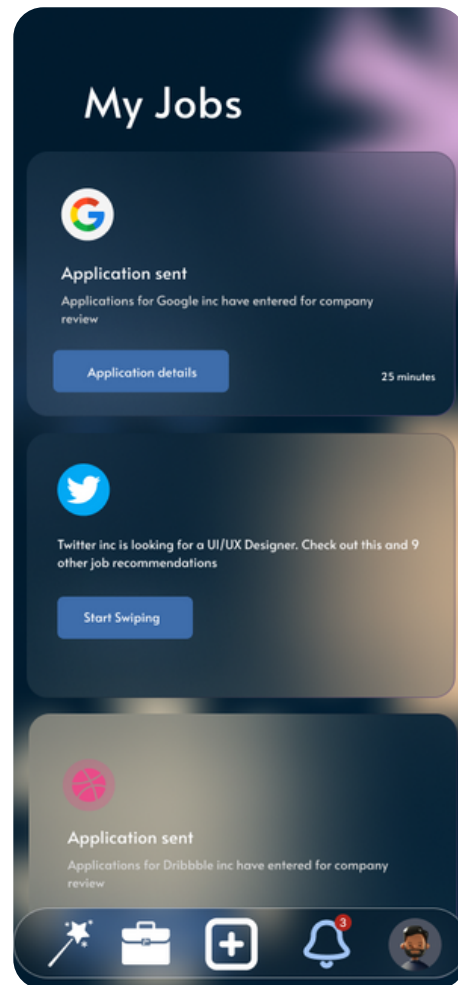 My Jobs
Application sent
Applications for Google inc have entered for company
review
Application details
25 minutes
Twitter inc is looking for a UI/UX Designer. Check out this and 9
other job recommendations
Start Swiping
Application sent
Applications for Dribbble inc have entered for company
review
3